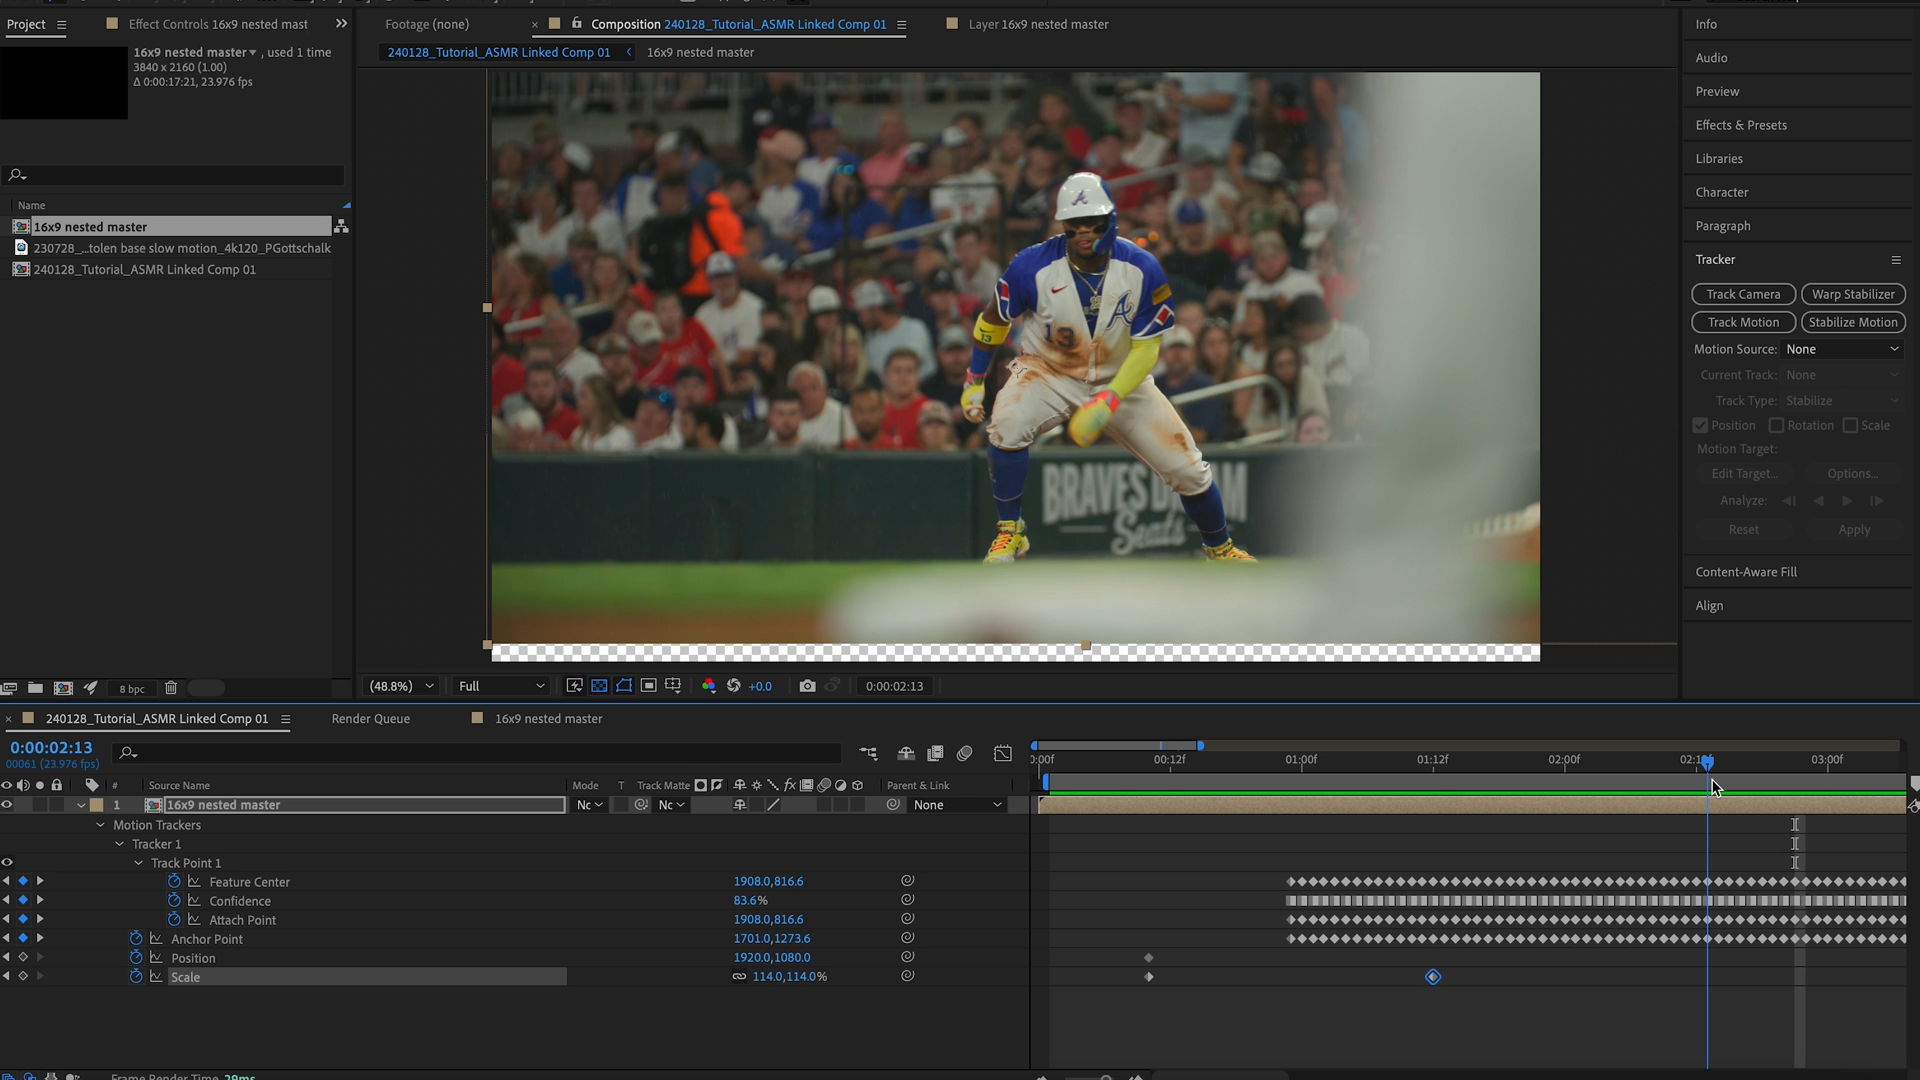 Project
Effect Controls 16x9 nested mast
Footage (none)
Composition 240128_Tutorial_ASMR Linked Comp 01
Layer 16x9 nested master
240128_Tutorial_ASMR Linked Comp 01
16x9 nested master
16x9 nested master , used 1 time
3840 x 2160 (1.00)
Δ 0:00:17:21, 23.976 fps
Name
16x9 nested master
230728_...tolen base slow motion_4k120_PGottschalk
240128_Tutorial_ASMR Linked Comp 01
8 bpc
A
A
13
13
BRAVES
Seats
(48.8%)
Full
+0.0
0:00:02:13
Info
Audio
Preview
Effects & Presets
Libraries
Character
Paragraph
Tracker
Track Camera
Warp Stabilizer
Track Motion
Stabilize Motion
Motion Source: None
Current Track: None
Track Type: Stabilize
Position
Rotation
Scale
Motion Target:
Edit Target...
Options...
Analyze:
Reset
Apply
Content-Aware Fill
Align
240128_Tutorial_ASMR Linked Comp 01
Render Queue
16x9 nested master
0:00:02:13
00061 (23.976 fps)
0:00f
00:12f
01:00f
01:12f
02:00f
03:00f
#
Source Name
Mode
T
Track Matte
fx
Parent & Link
1
16x9 nested master
Nc
Nc
None
Motion Trackers
Tracker 1
Track Point 1
Feature Center
1908.0,816.6
Confidence
83.6%
Attach Point
1908.0,816.6
Anchor Point
1701.0,1273.6
Position
1920.0,1080.0
Scale
114.0,114.0%
Frame Render Time 29ms